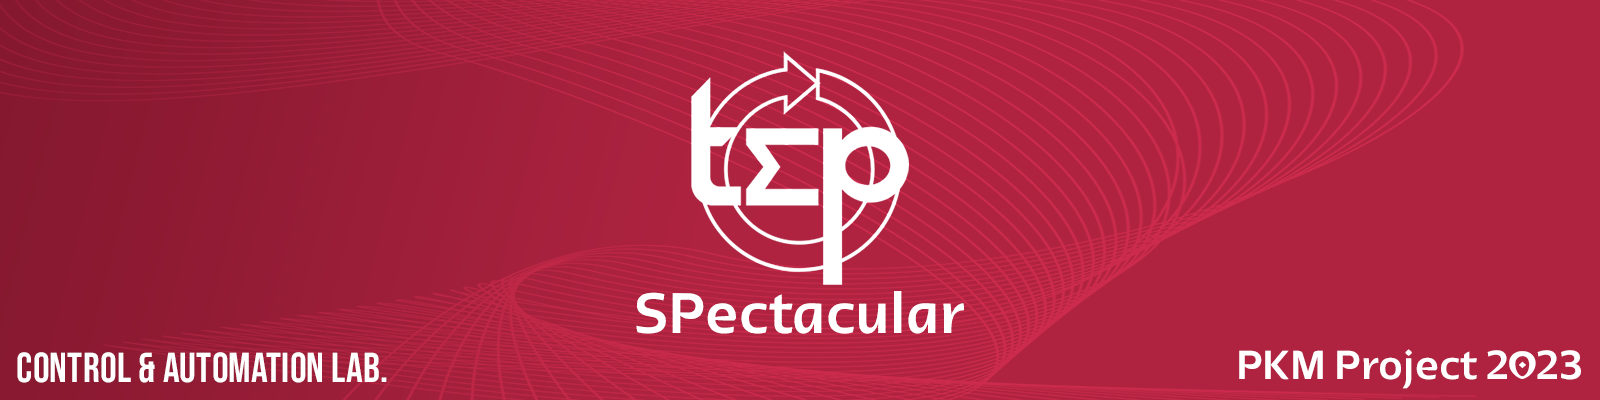 tΣp
SPectacular
CONTROL & AUTOMATION LAB.
PKM Project 2023